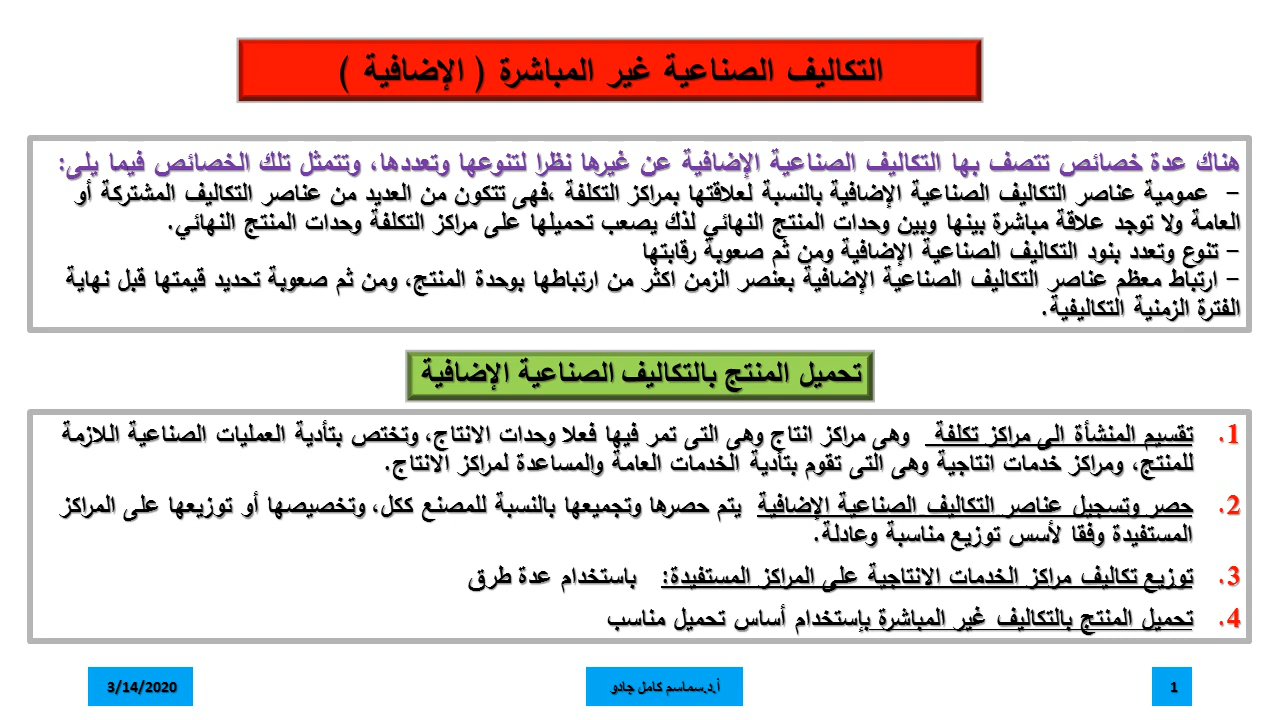 التكاليف الصناعية غير المباشرة ( الإضافية )
هناك عدة خصائص تتصف بها التكاليف الصناعية الإضافية عن غيرها نظرا لتنوعها وتعددها، وتتمثل تلك الخصائص فيما يلى:
- عمومية عناصر التكاليف الصناعية الإضافية بالنسبة لعلاقتها بمراكز التكلفة ،فهى تتكون من العديد من عناصر التكاليف المشتركة أو
العامة ولا توجد علاقة مباشرة بينها وبين وحدات المنتج النهائي لذك يصعب تحميلها على مراكز التكلفة وحدات المنتج النهائي.
- تنوع وتعدد بنود التكاليف الصناعية الإضافية ومن ثم صعوبة رقابتها
- ارتباط معظم عناصر التكاليف الصناعية الإضافية بعنصر الزمن اكثر من ارتباطها بوحدة المنتج، ومن ثم صعوبة تحديد قيمتها قبل نهاية
الفترة الزمنية التكاليفية.
تحميل المنتج بالتكاليف الصناعية الإضافية
1. تقسيم المنشأة الى مراكز تكلفة وهى مراكز انتاج وهى التى تمر فيها فعلا وحدات الانتاج، وتختص بتأدية العمليات الصناعية اللازمة
للمنتج، ومراكز خدمات انتاجية وهى التى تقوم بتأدية الخدمات العامة والمساعدة لمراكز الانتاج.
2. حصر وتسجيل عناصر التكاليف الصناعية الإضافية يتم حصرها وتجميعها بالنسبة للمصنع ككل، وتخصيصها أو توزيعها على المراكز
المستفيدة وفقا لأسس توزيع مناسبة وعادلة.
3. توزيع تكاليف مراكز الخدمات الانتاجية على المراكز المستفيدة: باستخدام عدة طرق
4. تحميل المنتج بالتكاليف غير المباشرة بإستخدام أساس تحميل مناسب
3/14/2020
أ.د.سماسم كامل جادو
1